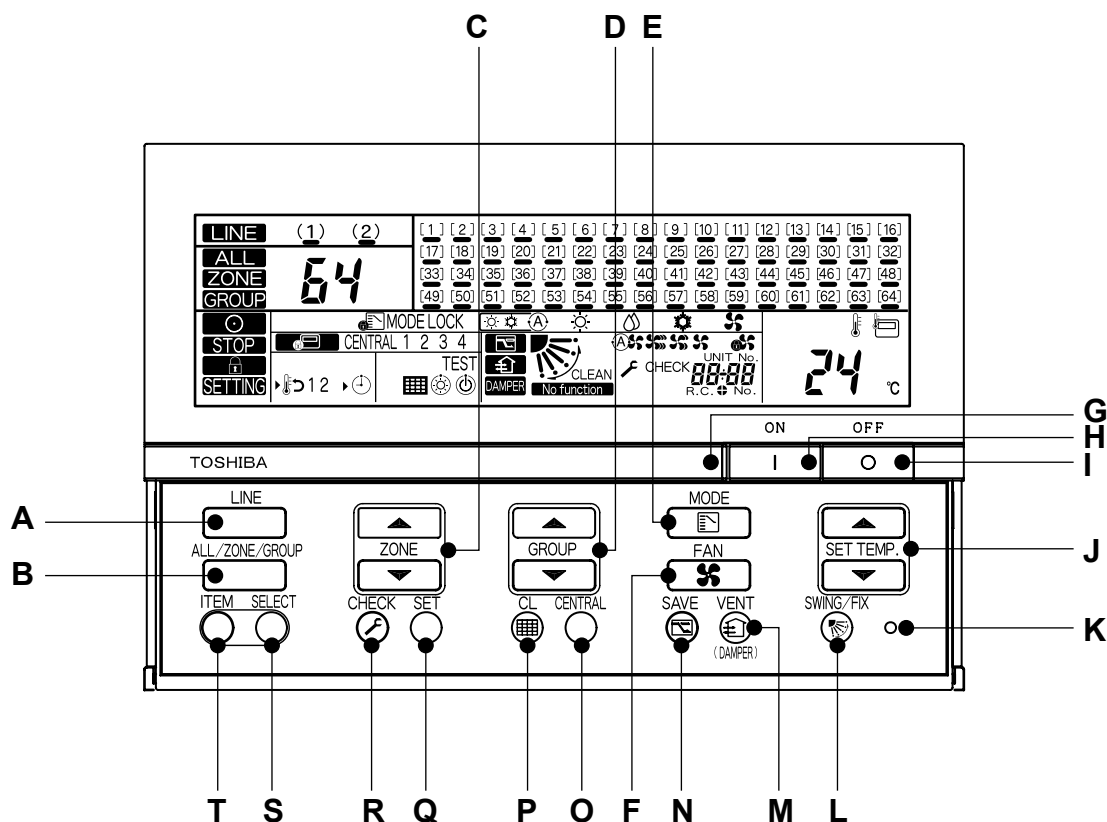 C D E
LINE (1) (2)
[1] [2] [3] [4] [5] [6] [7] [8] [9] [10] [11] [12] [13] [14] [15] [16]
ALL
[17] [18] [19] [20] [21] [22] [23] [24] [25] [26] [27] [28] [29] [30] [31] [32]
64
ZONE
[33] [34] [35] [36] [37] [38] [39] [40] [41] [42] [43] [44] [45] [46] [47] [48]
GROUP
[49] [50] [51] [52] [53] [54] [55] [56] [57] [58] [59] [60] [61] [62] [63] [64]
MODE LOCK A
STOP CENTRAL 1 2 3 4 A
TEST UNIT No.
CLEAN CHECK 88-88 24 °C
SETTING 1 2 DAMPER No function R.C. No.
ON OFF G
H
TOSHIBA I I
LINE MODE
A
ALL/ZONE/GROUP ZONE GROUP FAN SET TEMP. J
B
ITEM SELECT CHECK SET CL CENTRAL SAVE VENT SWING/FIX
K
(DAMPER)
T S R Q P O F N M L